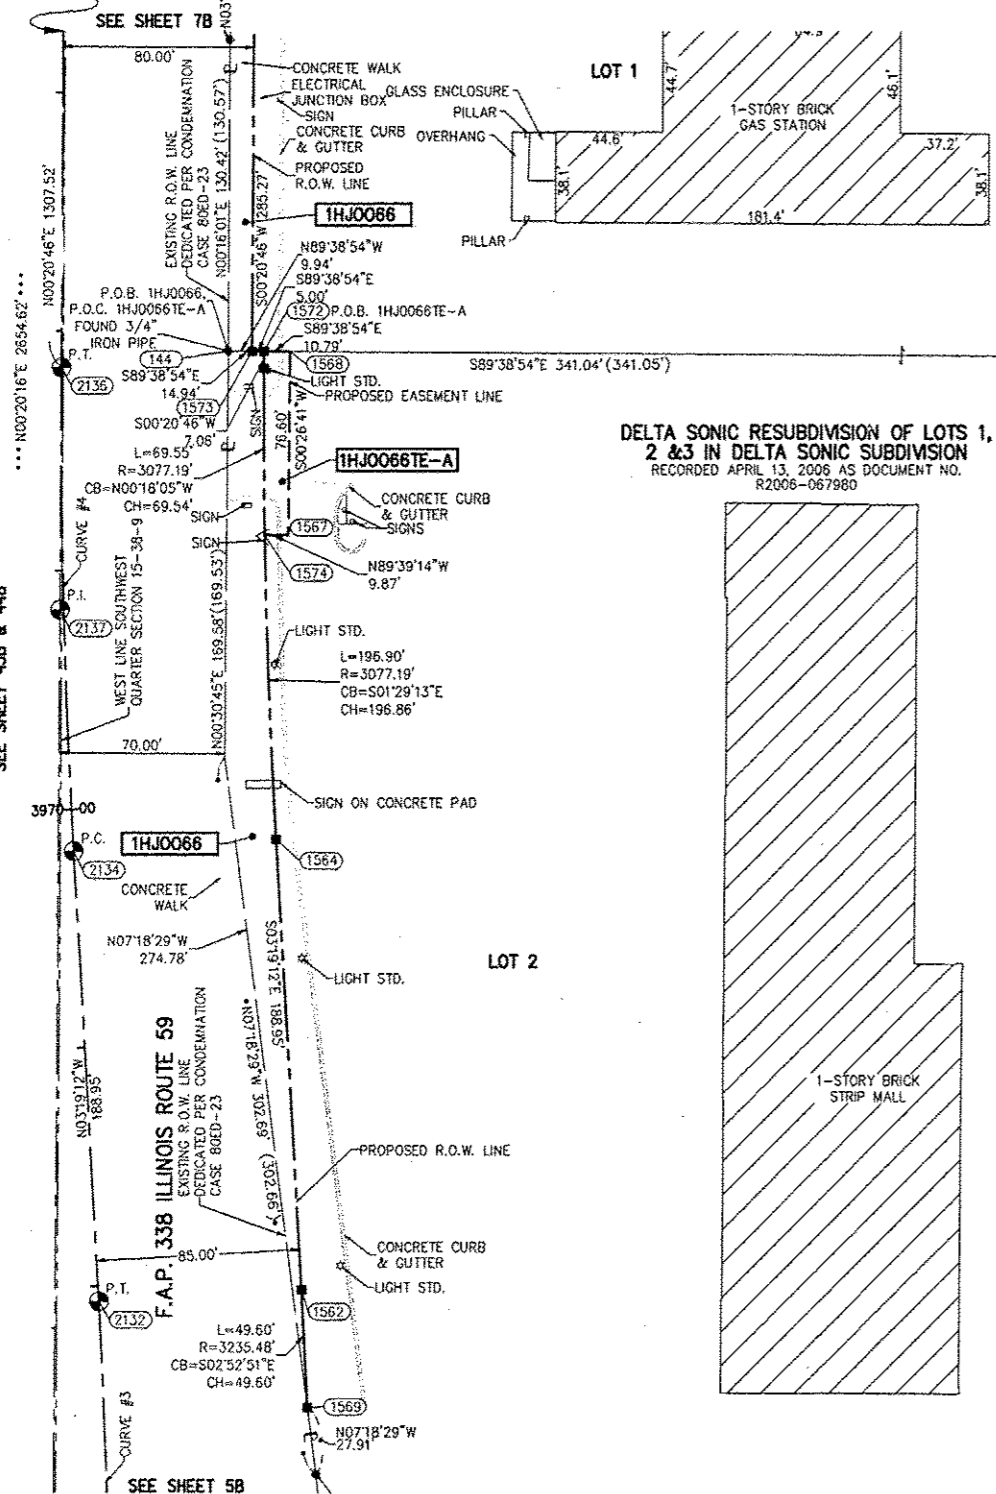 SEE SHEET 7B
N03°
80.00'
CONCRETE WALK
ELECTRICAL
JUNCTION BOX
SIGN
CONCRETE CURB
& GUTTER
PROPOSED
R.O.W. LINE
1HJ0066
EXISTING R.O.W. LINE
DEDICATED PER CONDEMNATION
CASE 80ED-23
N00°16'01"E 130.42' (130.57')
S00°20'46"W 285.27'
N00°20'46"E 1307.52'
••• N00°20'16"E 2654.62' •••
LOT 1
GLASS ENCLOSURE
PILLAR
OVERHANG
PILLAR
44.7'
46.1'
1-STORY BRICK
GAS STATION
44.6'
37.2'
38.1'
38.1'
181.4'
N89°38'54"W
9.94'
S89°38'54"E
5.00'
1572
P.O.B. 1HJ0066TE-A
S89°38'54"E
10.79'
1568
P.O.B. 1HJ0066,
P.O.C. 1HJ0066TE-A
FOUND 3/4"
IRON PIPE
144
P.T.
2136
S89°38'54"E
14.94'
1573
S00°20'46"W
7.06'
S89°38'54"E 341.04'(341.05')
LIGHT STD.
PROPOSED EASEMENT LINE
SIGN
76.60'
S00°26'41"W
L=69.55'
R=3077.19'
CB=N00°18'05"W
CH=69.54'
1HJ0066TE-A
DELTA SONIC RESUBDIVISION OF LOTS 1,
2 &3 IN DELTA SONIC SUBDIVISION
RECORDED APRIL 13, 2006 AS DOCUMENT NO.
R2006-067980
SIGN
SIGN
CONCRETE CURB
& GUTTER
SIGNS
1567
1574
N89°39'14"W
9.87'
CURVE #4
P.I.
2137
WEST LINE SOUTHWEST
QUARTER SECTION 15-38-9
N00°30'45"E 169.58'(169.53')
LIGHT STD.
L=196.90'
R=3077.19'
CB=S01°29'13"E
CH=196.86'
70.00'
SIGN ON CONCRETE PAD
3970+00
P.C.
2134
1HJ0066
1564
CONCRETE
WALK
N07°18'29"W
274.78'
S03°19'12"E 188.95'
LIGHT STD.
LOT 2
F.A.P. 338 ILLINOIS ROUTE 59
EXISTING R.O.W. LINE
DEDICATED PER CONDEMNATION
CASE 80ED-23
•N07°18'29"W 302.69' (302.66')•
N03°19'12"W
188.95'
1-STORY BRICK
STRIP MALL
PROPOSED R.O.W. LINE
85.00'
CONCRETE CURB
& GUTTER
LIGHT STD.
P.T.
2132
1562
L=49.60'
R=3235.48'
CB=S02°52'51"E
CH=49.60'
1569
N07°18'29"W
27.91'
CURVE #3
SEE SHEET 5B